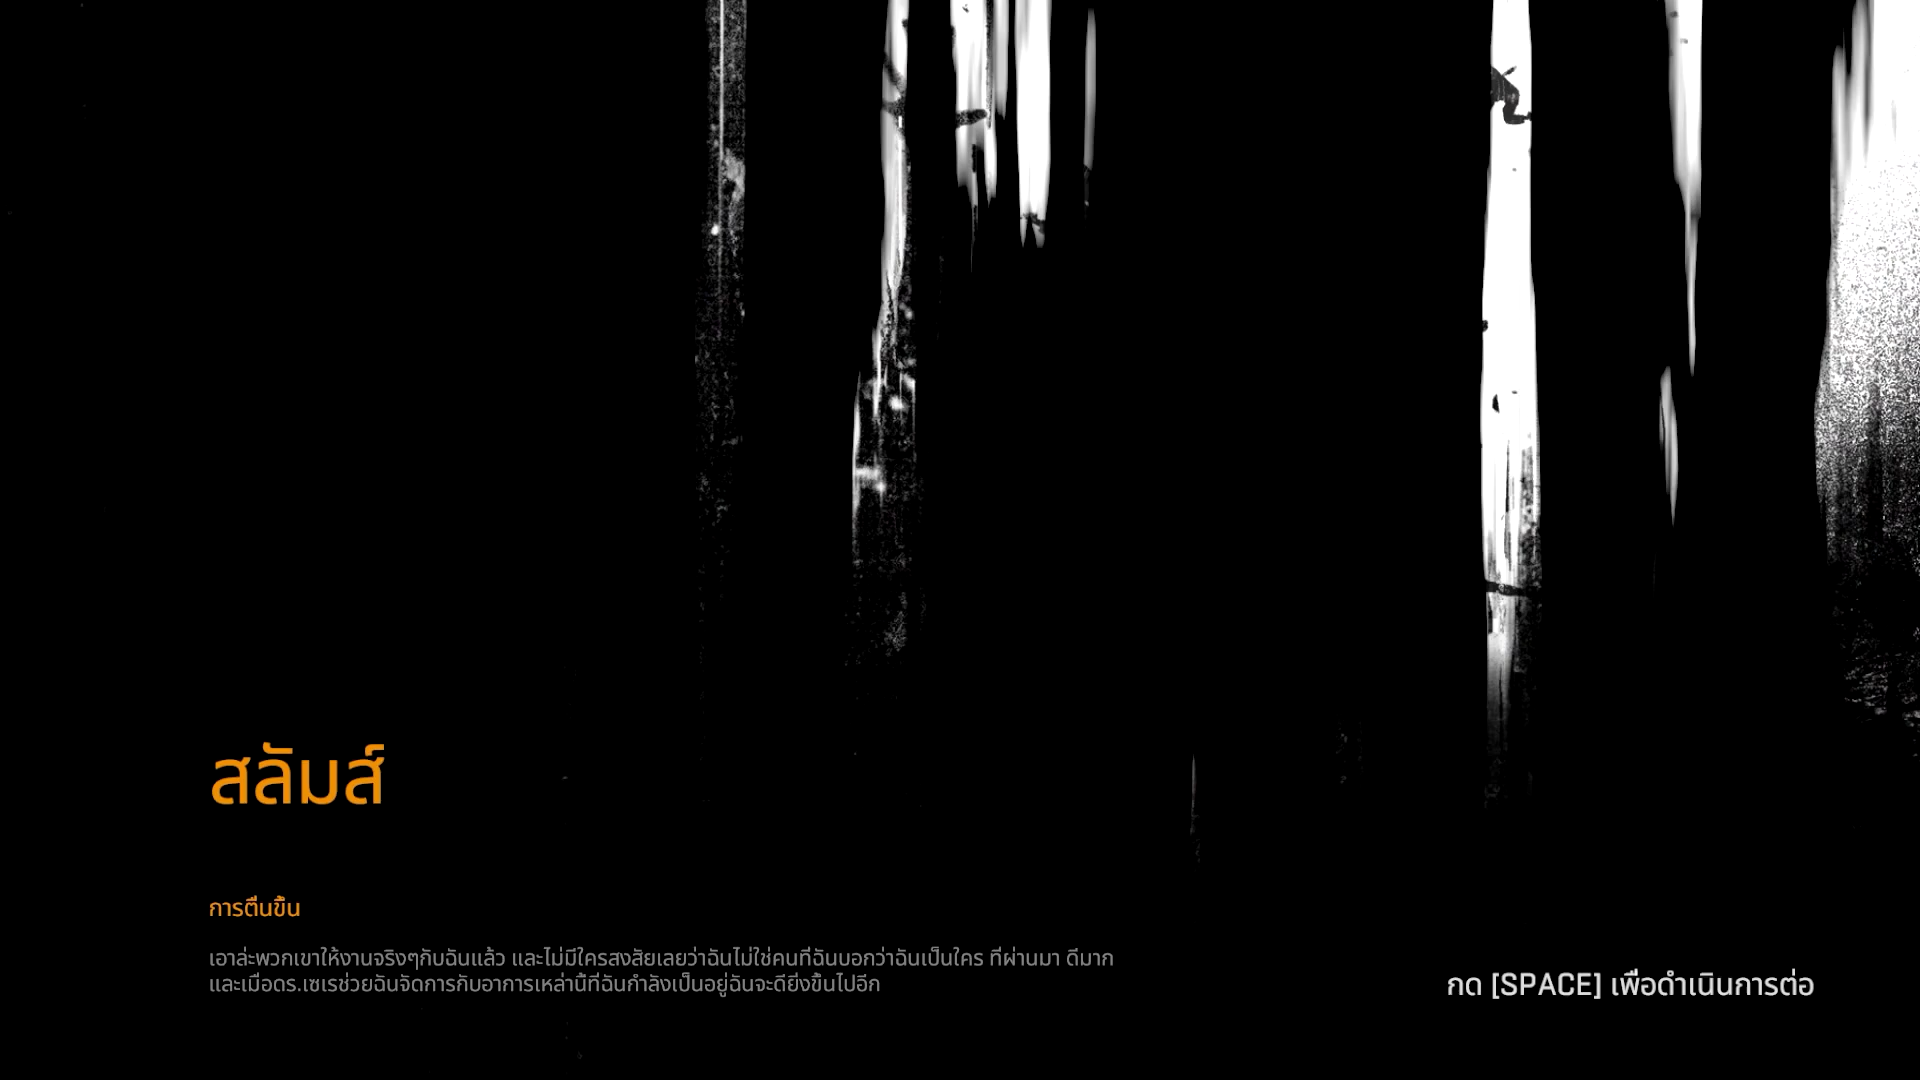 สลัมส์
การตื่นขึ้น
เอาล่ะพวกเขาให้งานจริงๆกับฉันแล้ว และไม่มีใครสงสัยเลยว่าฉันไม่ใช่คนที่ฉันบอกว่าฉันเป็นใคร ที่ผ่านมา ดีมาก
และเมื่อดร.เซเรช่วยฉันจัดการกับอาการเหล่านี้ที่ฉันกำลังเป็นอยู่ฉันจะดียิ่งขึ้นไปอีก
กด [SPACE] เพื่อดำเนินการต่อ